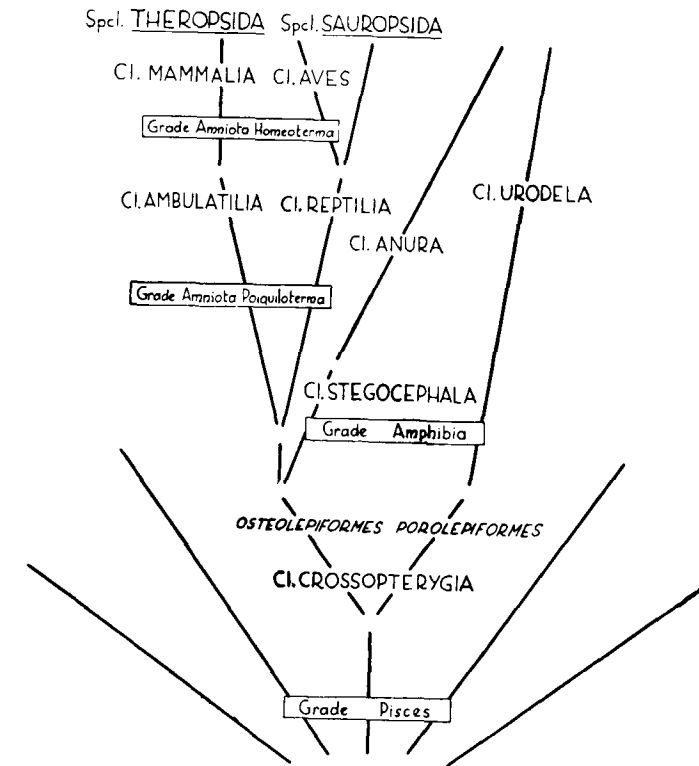 Spcl. THEROPSIDA Spcl. SAUROPSIDA
Cl. MAMMALIA Cl. AVES
Grade Amniota Homeoterma
Cl. AMBULATILIA Cl. REPTILIA Cl. URODELA
Cl. ANURA
Grade Amniota Poiquiloterma
Cl. STEGOCEPHALA
Grade Amphibia
OSTEOLEPIFORMES POROLEPIFORMES
Cl. CROSSOPTERYGIA
Grade Pisces